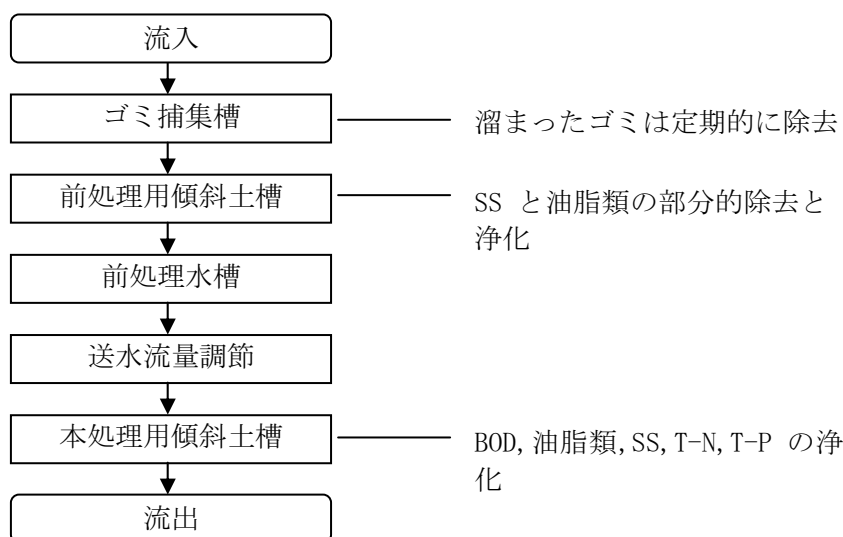 流入
ゴミ捕集槽
溜まったゴミは定期的に除去
前処理用傾斜土槽
SS と油脂類の部分的除去と
浄化
前処理水槽
送水流量調節
本処理用傾斜土槽
BOD,油脂類,SS,T-N,T-P の浄
化
流出